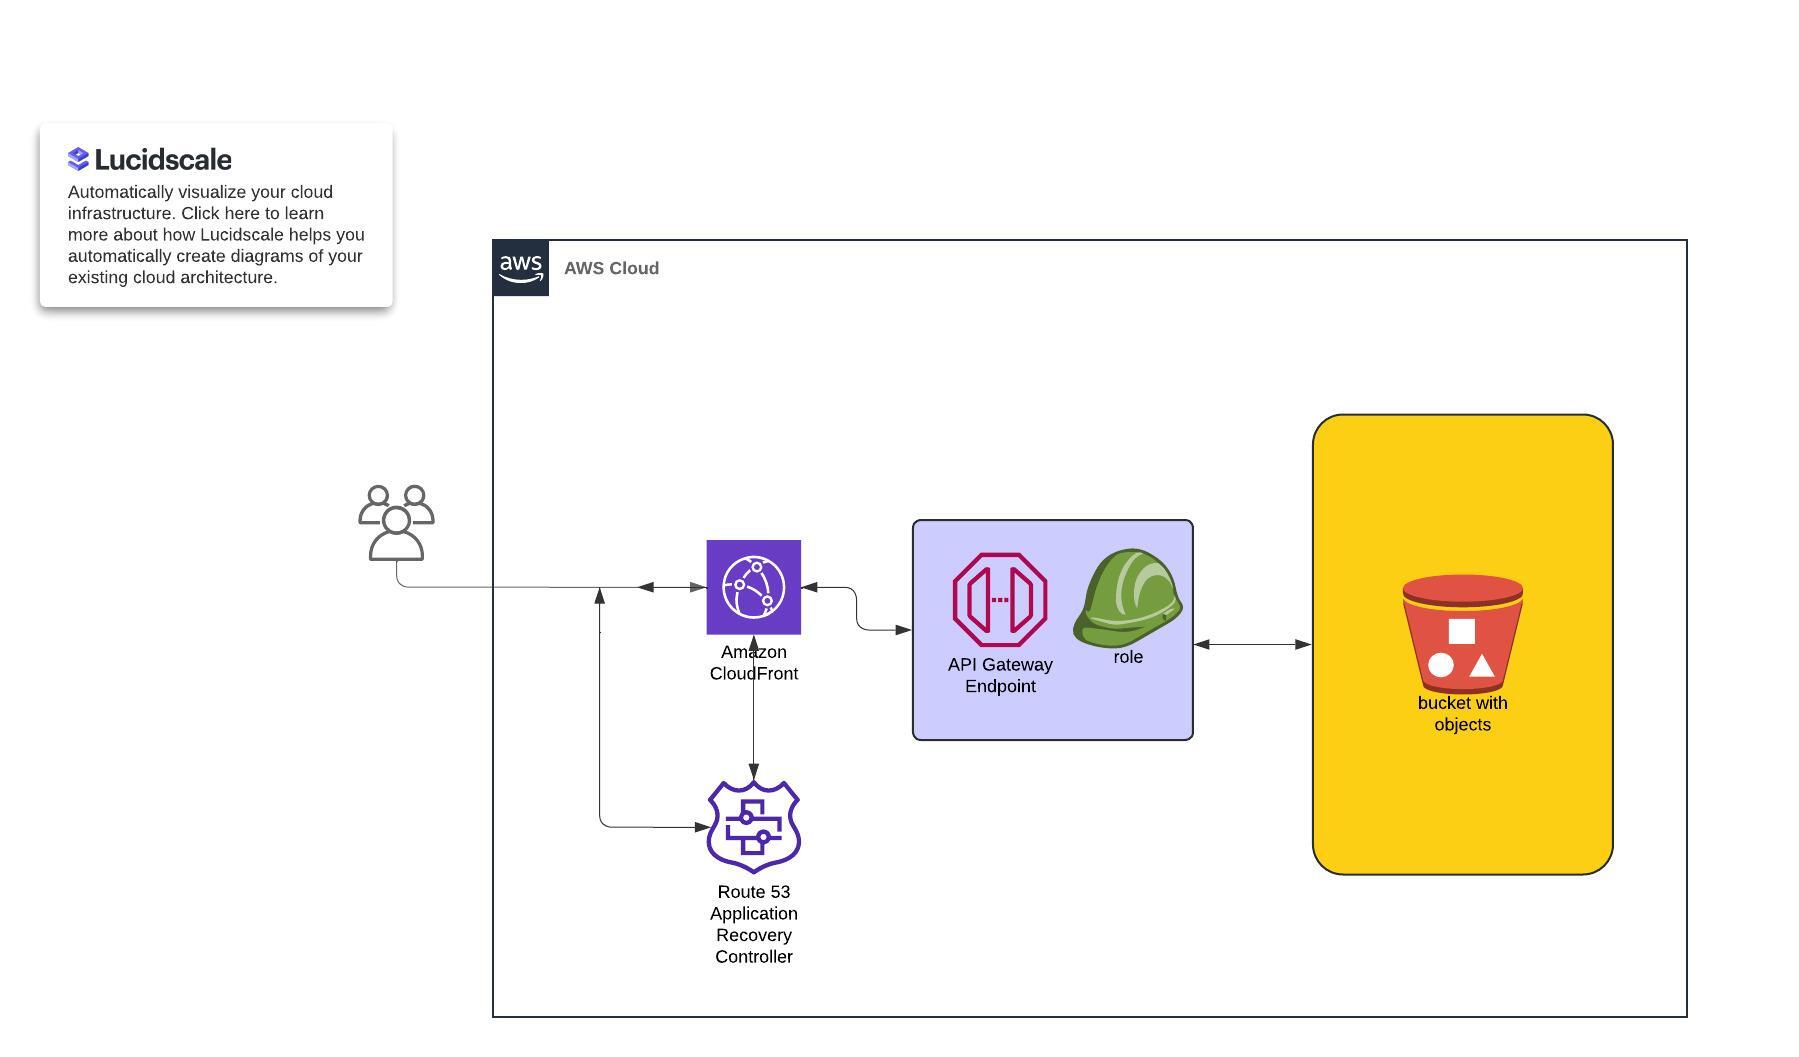 Lucidscale
Automatically visualize your cloud
infrastructure. Click here to learn
more about how Lucidscale helps you
automatically create diagrams of your
existing cloud architecture.
aws
AWS Cloud
Amazon
CloudFront
API Gateway
Endpoint
role
bucket with
objects
Route 53
Application
Recovery
Controller